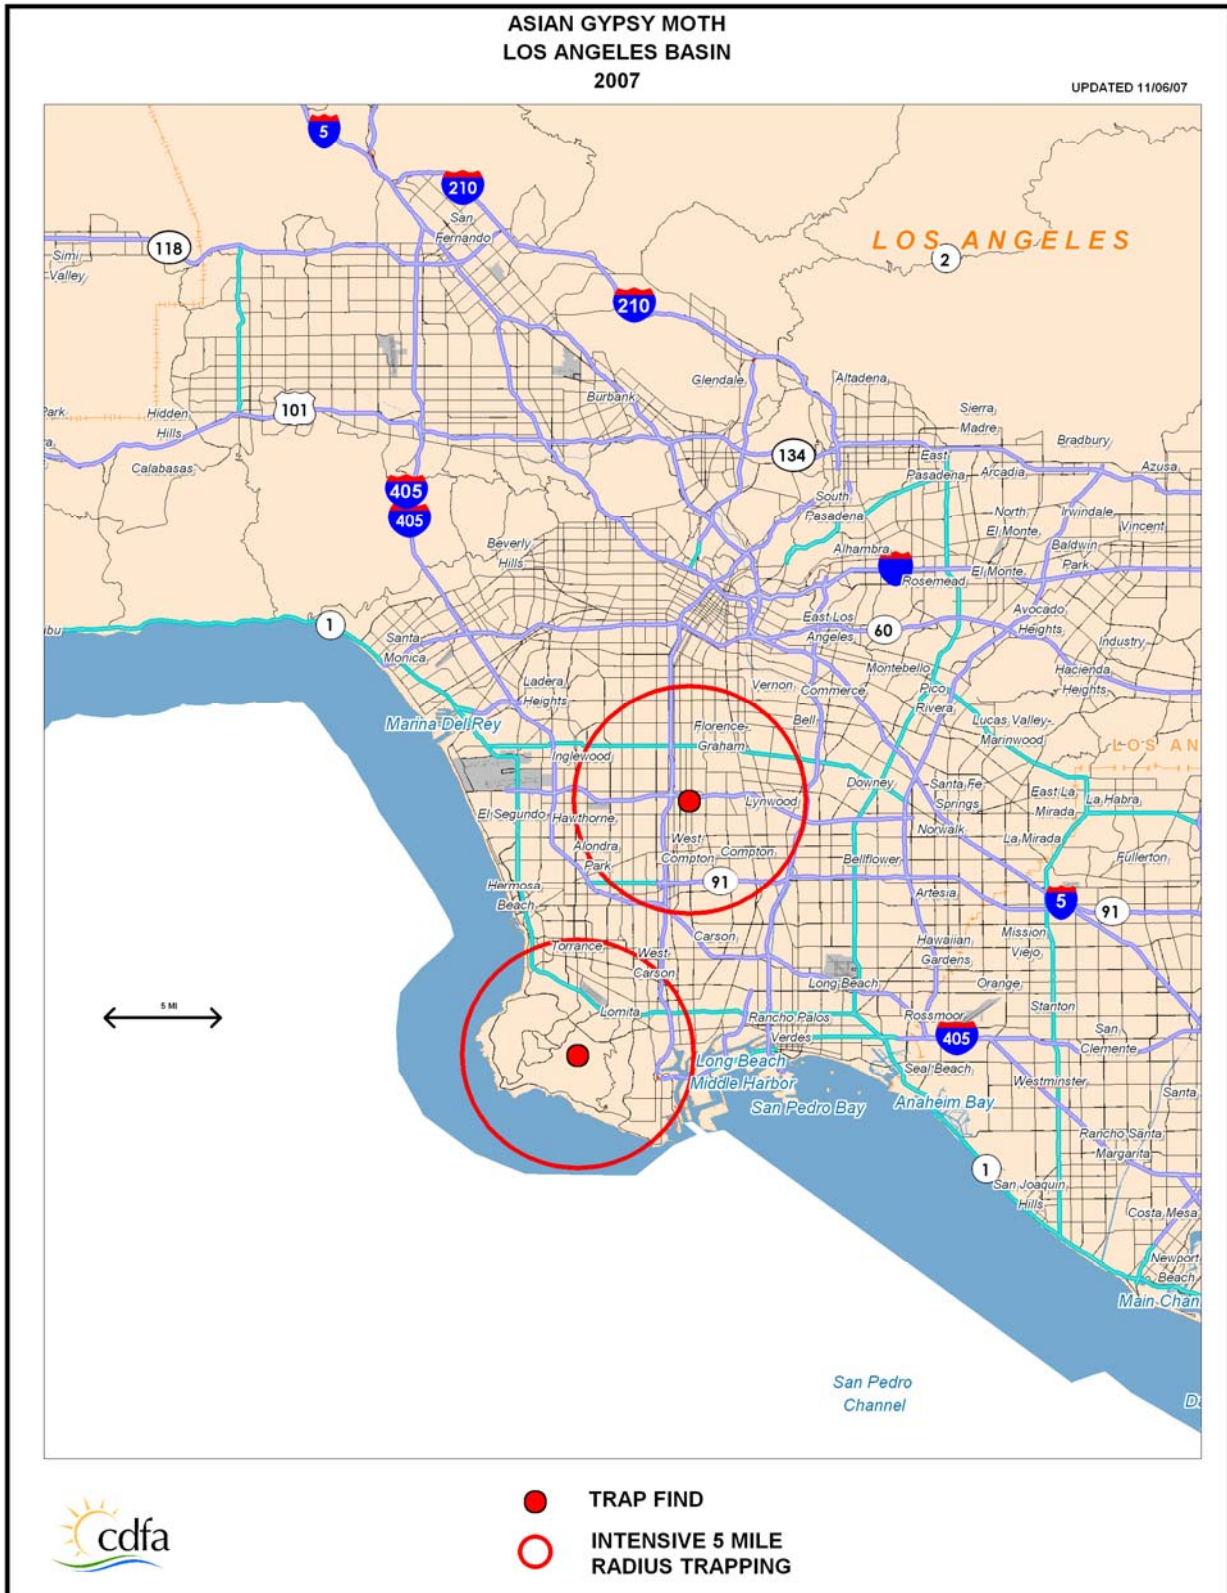 ASIAN GYPSY MOTH
LOS ANGELES BASIN
2007
UPDATED 11/06/07
5
210
San
Fernando
118
Simi
Valley
LOS ANGELES
2
210
Glendale
Altadena
Burbank
Park
Hidden
Hills
101
Sierra
Madre
Bradbury
134
East
Pasadena
Arcadia
Azusa
Calabasas
405
405
South
Pasadena
North
El Monte
Irwindale
Vincent
Beverly
Hills
Alhambra
Baldwin
Park
Rosemead
El Monte
ibu
1
Santa
Monica
East Los
Angeles
60
Avocado
Heights
Industry
Montebello
Hacienda
Heights
Ladera
Heights
Vernon
Commerce
Pico
Rivera
Marina Del Rey
Florence-
Graham
Bell
Lucas Valley-
Marinwood
LOS AN
Inglewood
Downey
Santa Fe
Springs
East La
Mirada
La Habra
El Segundo
Hawthorne
Lynwood
Norwalk
La Mirada
Alondra
Park
West
Compton
Compton
Bellflower
Fullerton
91
Hermosa
Beach
Artesia
5
91
Torrance
West
Carson
Carson
Hawaiian
Gardens
Mission
Viejo
Long Beach
Orange
5 MI
Lomita
Rancho Palos
Verdes
Rossmoor
Stanton
405
San
Clemente
Long Beach
Middle Harbor
Seal Beach
Westminster
Santa
San Pedro Bay
Anaheim Bay
Rancho Santa
Margarita
1
San Joaquin
Hills
Costa Mesa
Newport
Beach
Main Chan
San Pedro
Channel
cdfa
TRAP FIND
INTENSIVE 5 MILE
RADIUS TRAPPING